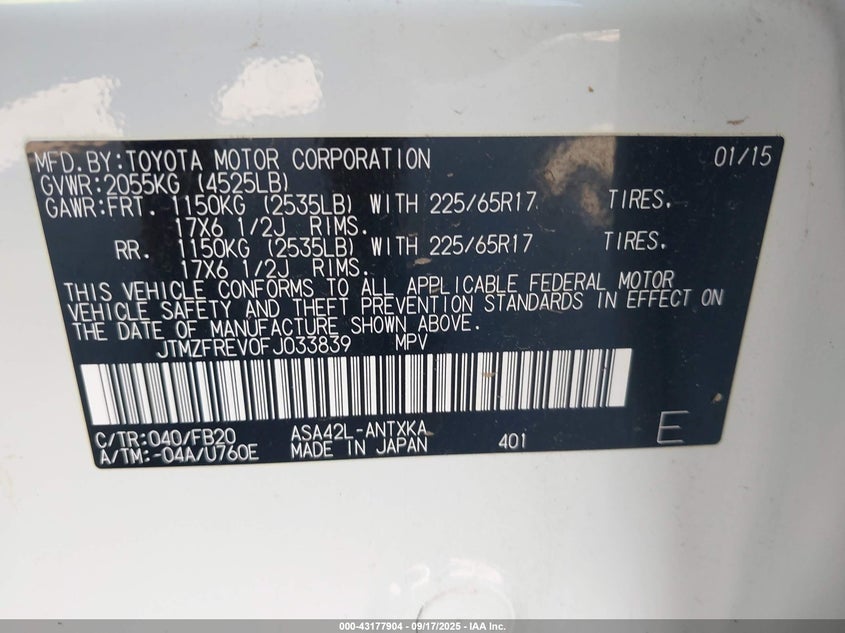 MFD.BY:TOYOTA MOTOR CORPORATION 01/15
GVWR:2055KG (4525LB)
GAWR:FRT. 1150KG (2535LB) WITH 225/65R17 TIRES.
17X6 1/2J RIMS.
RR. 1150KG (2535LB) WITH 225/65R17 TIRES.
17X6 1/2J RIMS.
THIS VEHICLE CONFORMS TO ALL APPLICABLE FEDERAL MOTOR
VEHICLE SAFETY AND THEFT PREVENTION STANDARDS IN EFFECT ON
THE DATE OF MANUFACTURE SHOWN ABOVE.
JTMZFREV0FJ033839 MPV
C/TR:040/FB20 ASA42L-ANTXKA
A/TM:-04A/U760E MADE IN JAPAN 401 E
000-43177904 - 09/17/2025 - IAA Inc.